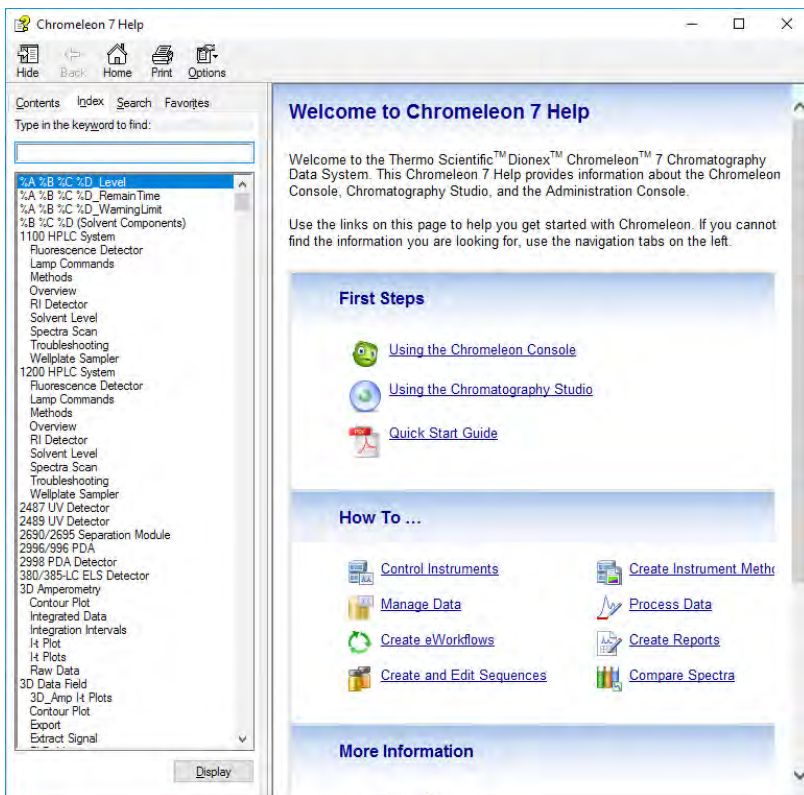 Chromeleon 7 Help
Hide Back Home Print Options
Contents Index Search Favorites
Type in the keyword to find:
%A %B %C %D_Level
%A %B %C %D_RemainTime
%A %B %C %D_WarningLimit
%B %C %D (Solvent Components)
1100 HPLC System
Fluorescence Detector
Lamp Commands
Methods
Overview
RI Detector
Solvent Level
Spectra Scan
Troubleshooting
Wellplate Sampler
1200 HPLC System
Fluorescence Detector
Lamp Commands
Methods
Overview
RI Detector
Solvent Level
Spectra Scan
Troubleshooting
Wellplate Sampler
2487 UV Detector
2489 UV Detector
2690/2695 Separation Module
2996/996 PDA
2998 PDA Detector
380/385-LC ELS Detector
3D Amperometry
Contour Plot
Integrated Data
Integration Intervals
I-t Plot
I-t Plots
Raw Data
3D Data Field
3D_Amp I-t Plots
Contour Plot
Export
Extract Signal
Display
Welcome to Chromeleon 7 Help
Welcome to the Thermo Scientific™ Dionex™ Chromeleon™ 7 Chromatography
Data System. This Chromeleon 7 Help provides information about the Chromeleon
Console, Chromatography Studio, and the Administration Console.
Use the links on this page to help you get started with Chromeleon. If you cannot
find the information you are looking for, use the navigation tabs on the left.
First Steps
Using the Chromeleon Console
Using the Chromatography Studio
PDF
Quick Start Guide
How To ...
Control Instruments
Create Instrument Metho
Manage Data
Process Data
Create eWorkflows
Create Reports
Create and Edit Sequences
Compare Spectra
More Information